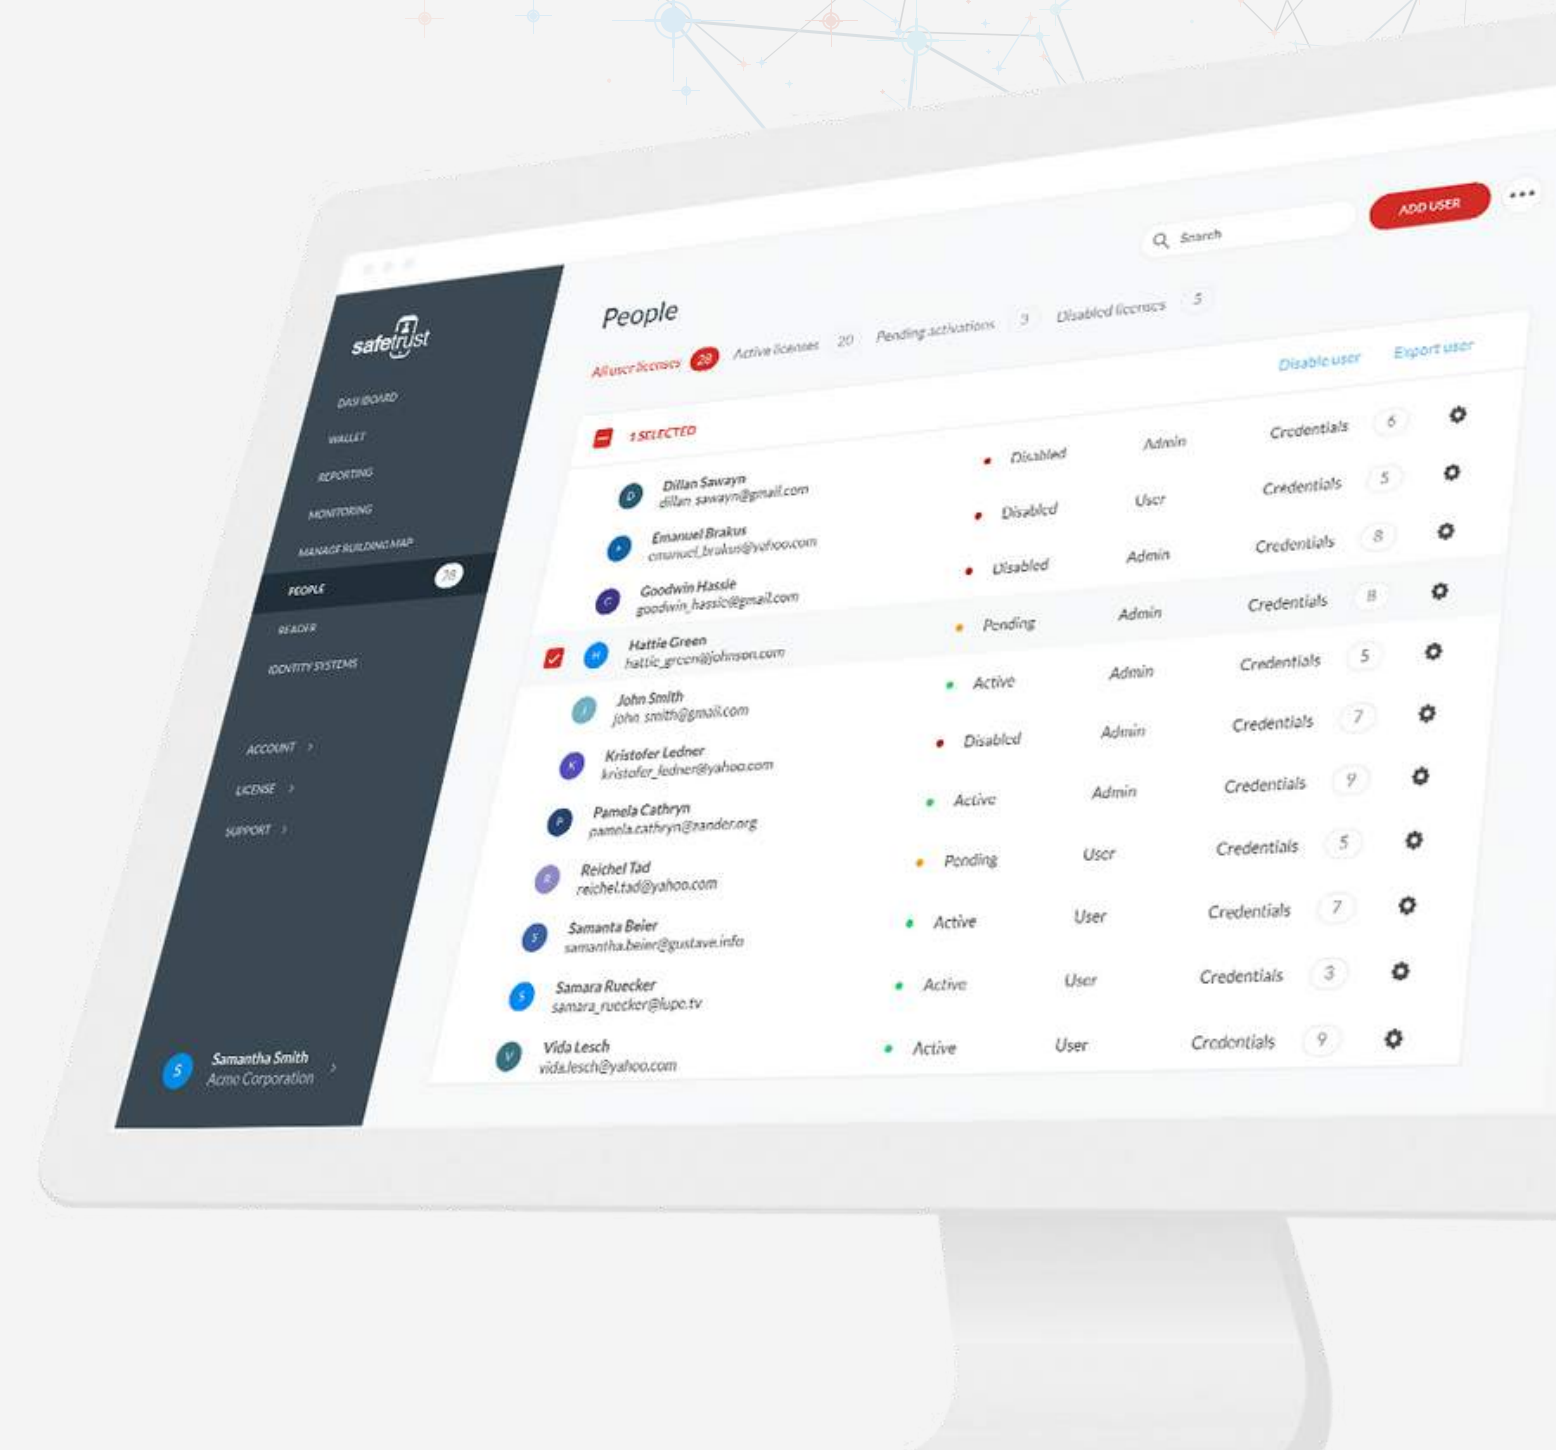 safetrust
DASHBOARD
WALLET
REPORTING
MONITORING
MANAGE BUILDING MAP
PEOPLE 28
READER
IDENTITY SYSTEMS
ACCOUNT >
LICENSE >
SUPPORT >
S Samantha Smith >
Acme Corporation
Search
ADD USER
People
All user licenses 28 Active licenses 20 Pending activations 3 Disabled licenses 5
Disable user Export user
1 SELECTED
D Dillan Sawayn Disabled Admin Credentials 6
dillan_sawayn@gmail.com
Emanuel Brakus Disabled User Credentials 5
emanuel_brakus@yahoo.com
Goodwin Hassie Disabled Admin Credentials 8
goodwin_hassie@gmail.com
H Hattie Green Pending Admin Credentials 8
hattie_green@johnson.com
J John Smith Active Admin Credentials 5
john_smith@gmail.com
K Kristofer Ledner Disabled Admin Credentials 7
kristofer_ledner@yahoo.com
P Pamela Cathryn Active Admin Credentials 9
pamela.cathryn@zander.org
R Reichel Tad Pending User Credentials 5
reichel.tad@yahoo.com
S Samanta Beier Active User Credentials 7
samantha.beier@gustave.info
S Samara Ruecker Active User Credentials 3
samara_ruecker@lupe.tv
V Vida Lesch Active User Credentials 9
vida.lesch@yahoo.com